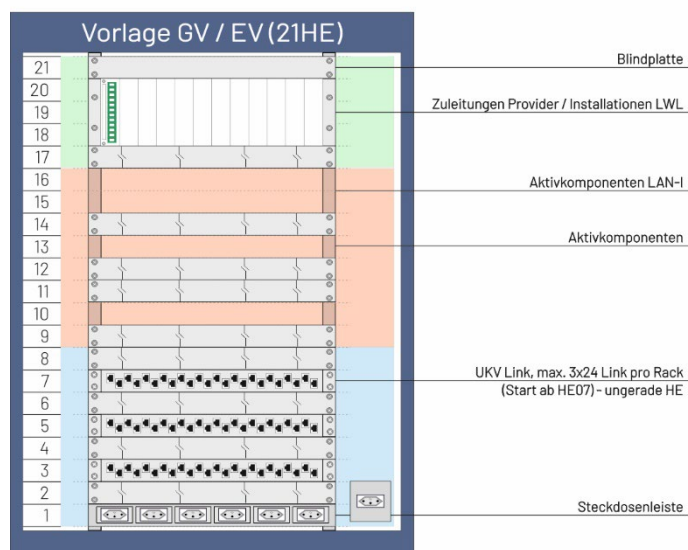 Vorlage GV / EV (21HE)
21
Blindplatte
20
Zuleitungen Provider / Installationen LWL
19
18
17
16
Aktivkomponenten LAN-I
15
14
13
Aktivkomponenten
12
11
10
9
8
7
UKV Link, max. 3x24 Link pro Rack
(Start ab HE07) - ungerade HE
6
5
4
3
2
1
Steckdosenleiste